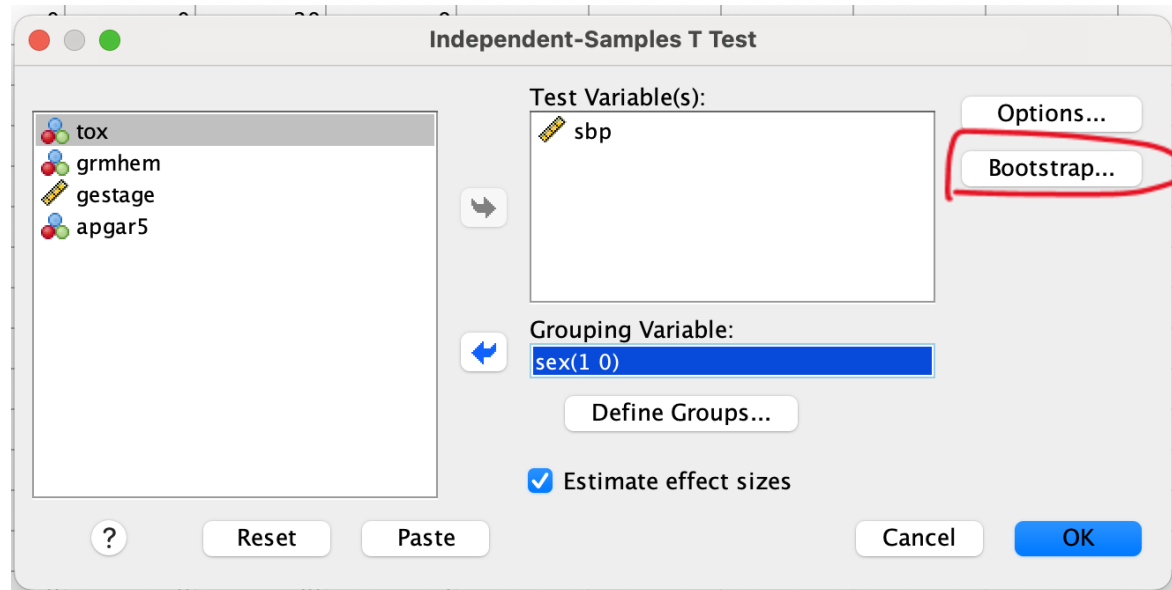 Independent-Samples T Test
Test Variable(s):
tox
grmhem
gestage
apgar5
sbp
Options...
Bootstrap...
Grouping Variable:
sex(1 0)
Define Groups...
Estimate effect sizes
?
Reset
Paste
Cancel
OK